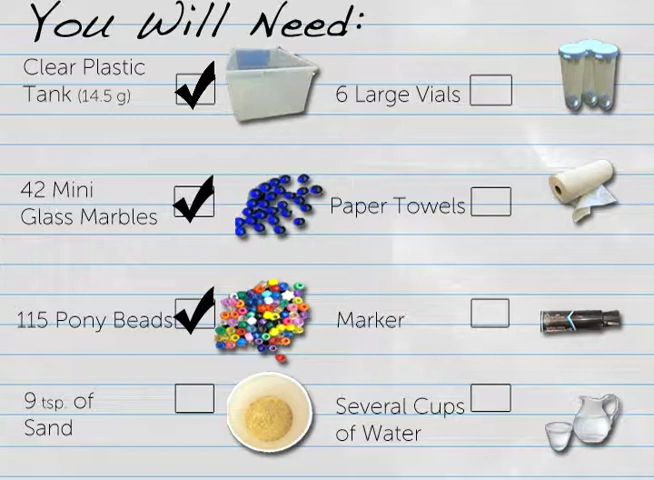 You Will Need:
Clear Plastic
Tank (14.5 g)
6 Large Vials
42 Mini
Glass Marbles
Paper Towels
115 Pony Beads
Marker
9 tsp. of
Sand
Several Cups
of Water